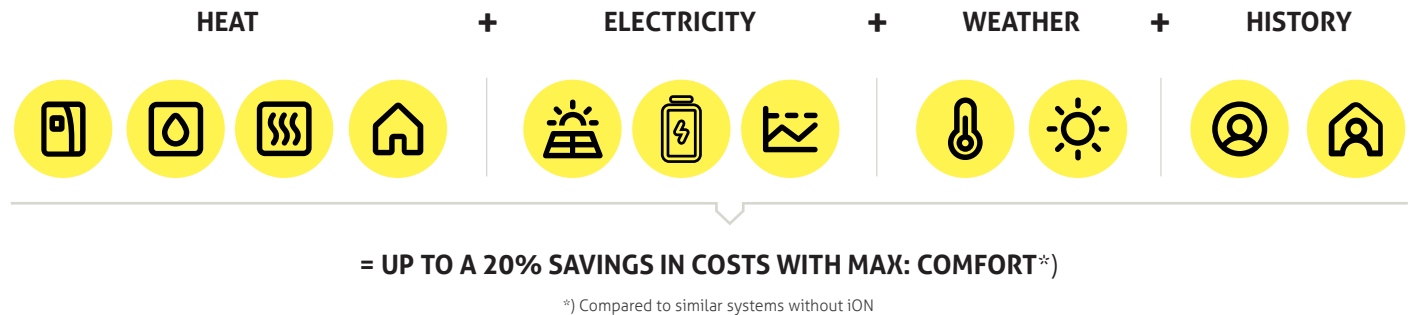 HEAT + ELECTRICITY + WEATHER + HISTORY
= UP TO A 20% SAVINGS IN COSTS WITH MAX: COMFORT*)
*) Compared to similar systems without iON